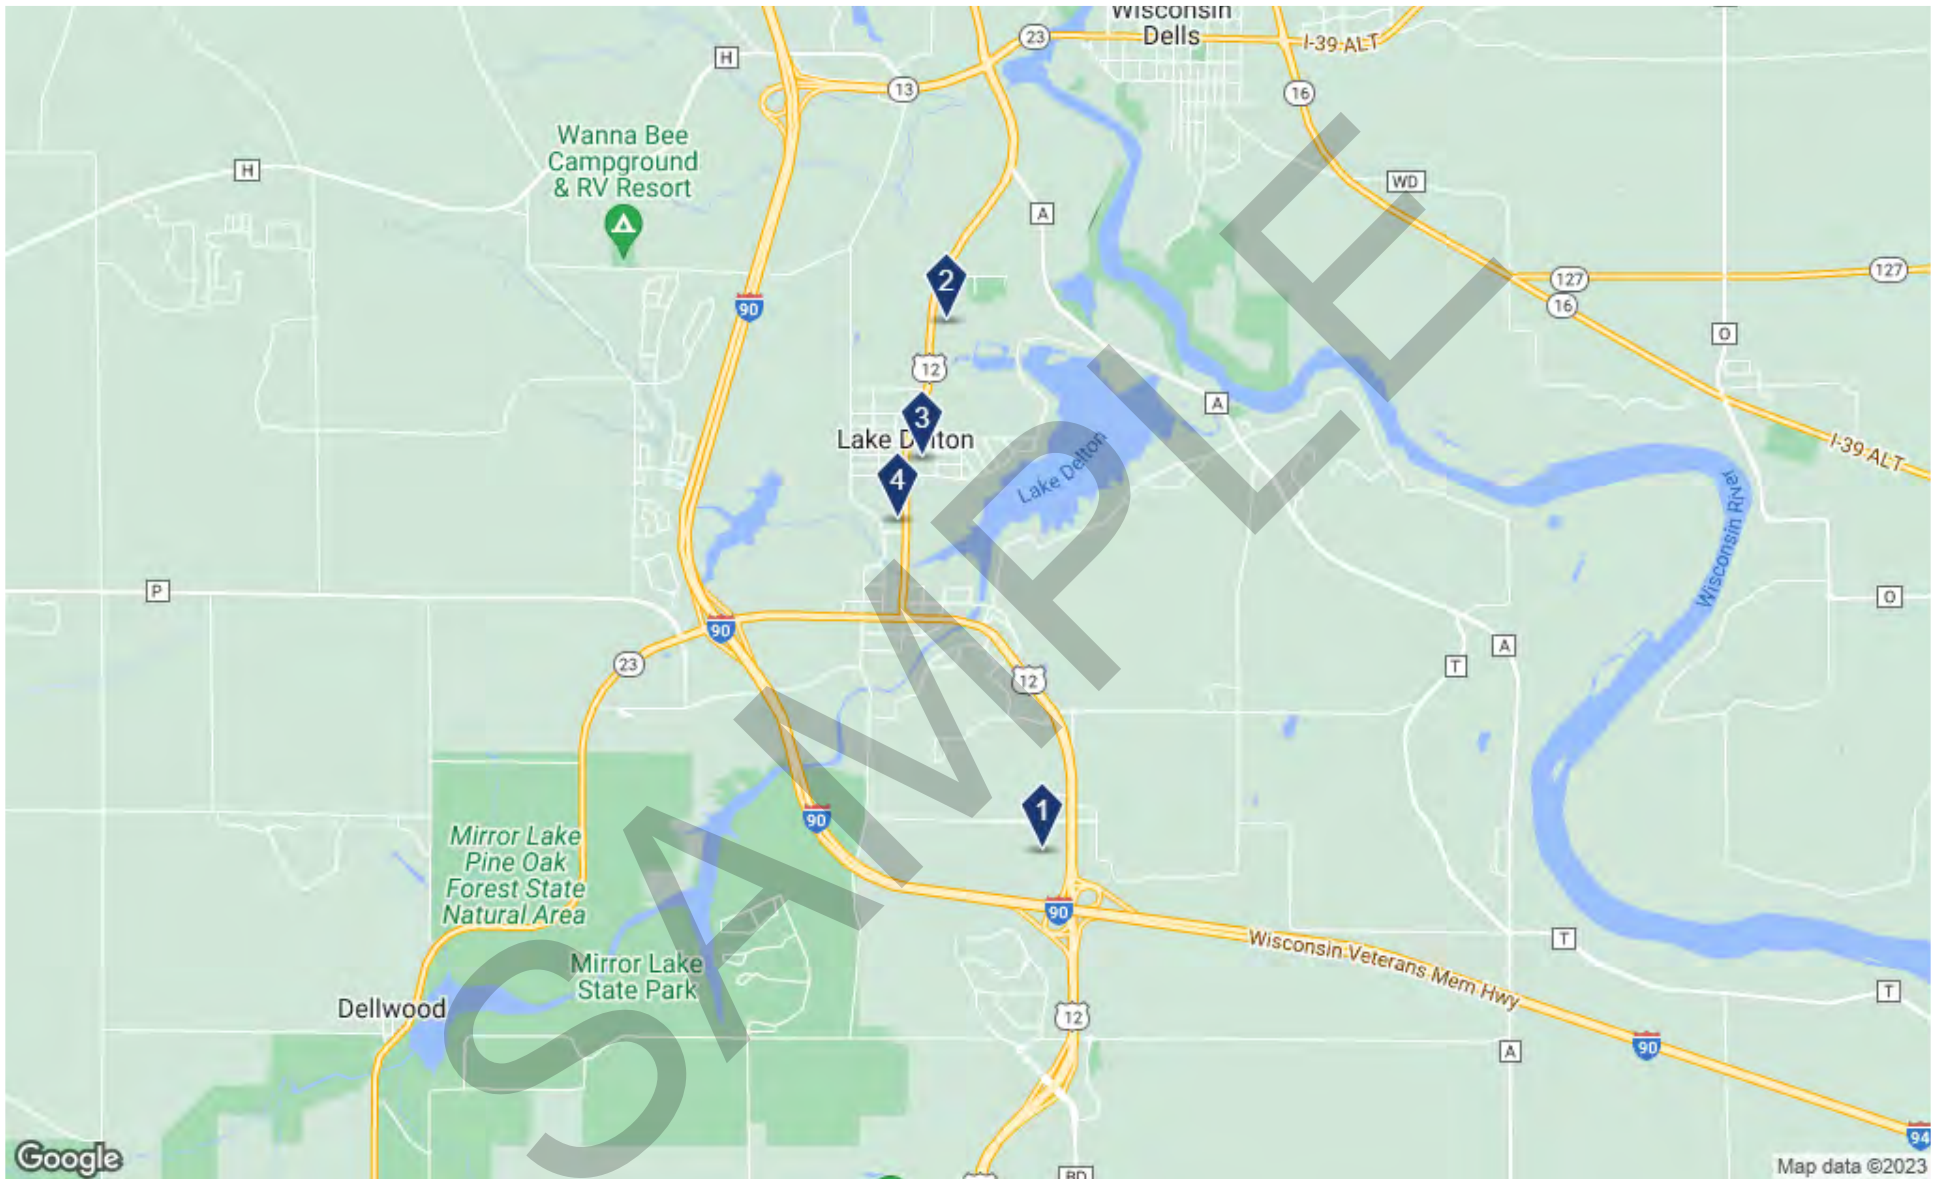 Wisconsin
Dells
23
I-39 ALT
H
13
16
Wanna Bee
Campground
& RV Resort
H
WD
A
127
127
2
90
16
O
12
A
3
Lake Delton
I-39 ALT
4
Lake Delton
Wisconsin River
P
O
90
23
A
T
12
1
90
Mirror Lake
Pine Oak
Forest State
Natural Area
90
T
Wisconsin Veterans Mem Hwy
Mirror Lake
State Park
T
Dellwood
12
90
A
94
Google
Map data ©2023
BD
SAMPLE